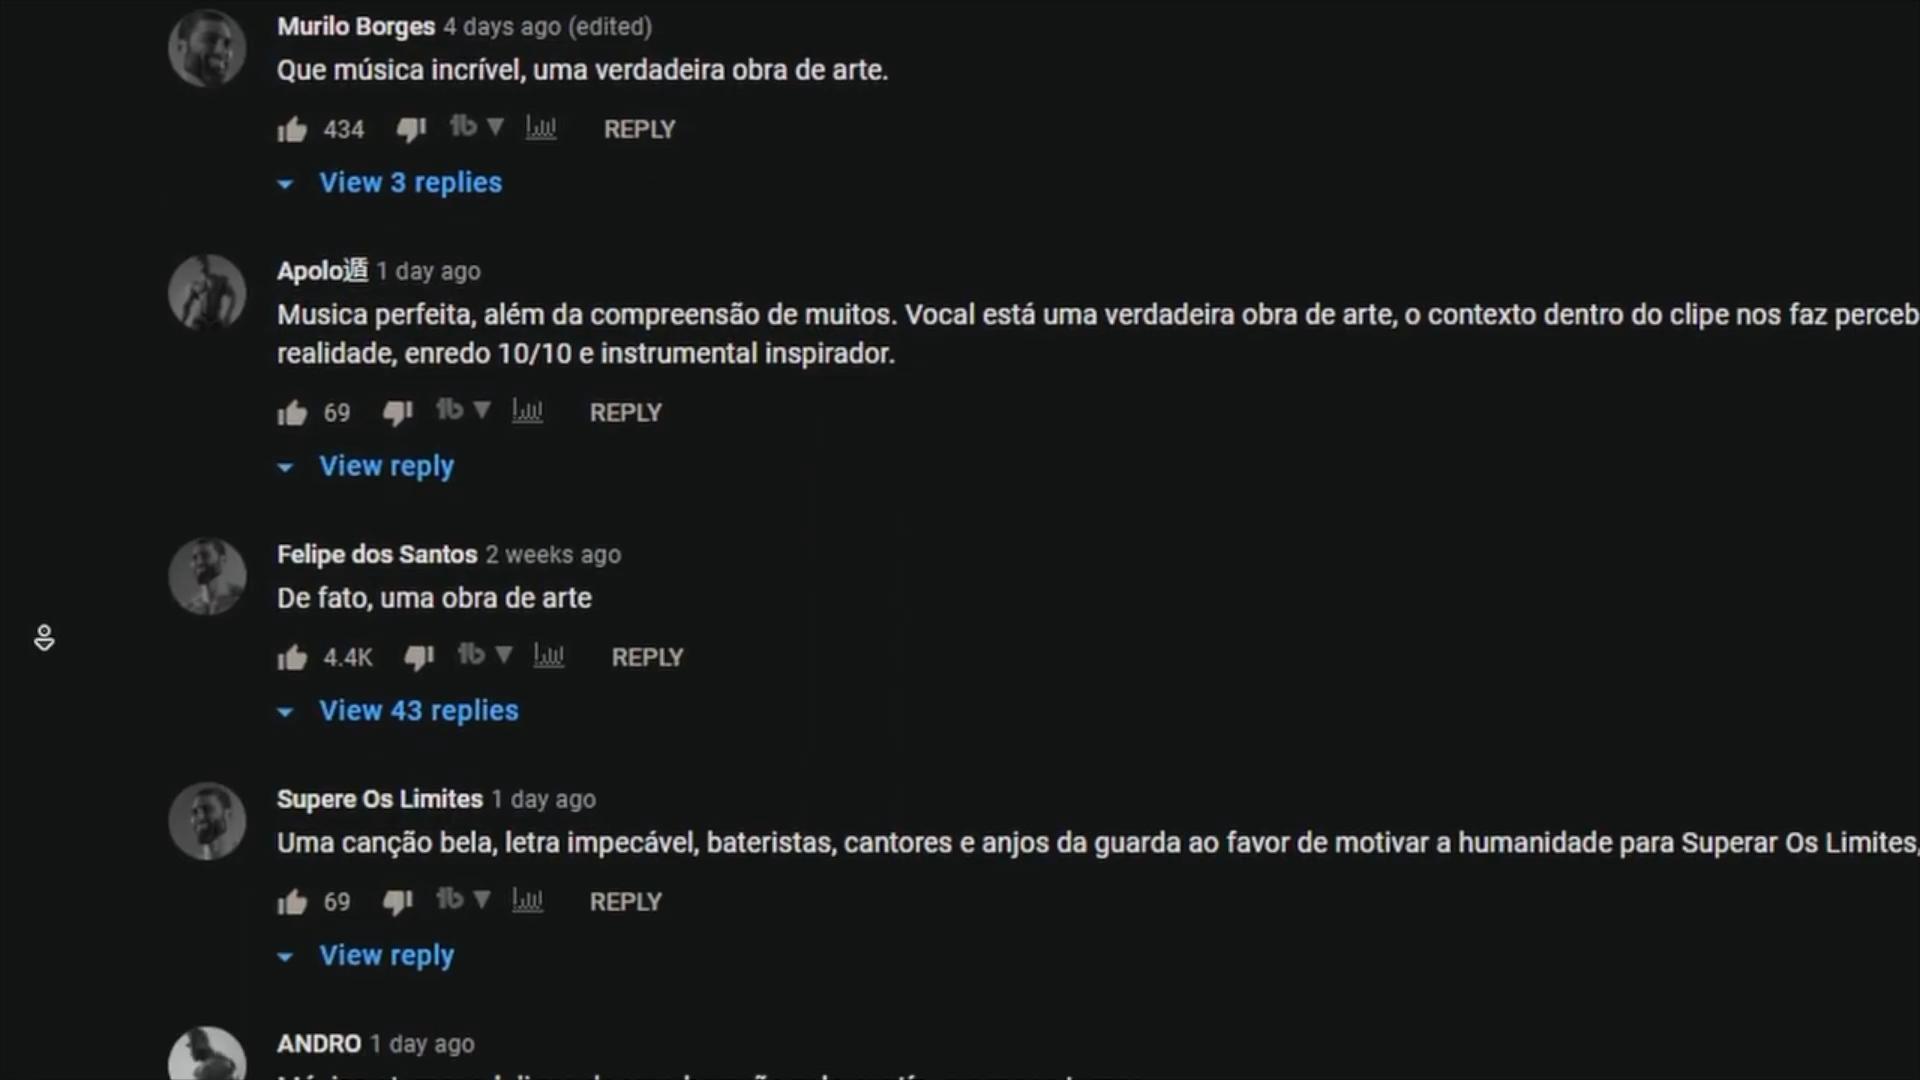 Murilo Borges 4 days ago (edited)
Que música incrível, uma verdadeira obra de arte.
434 REPLY
View 3 replies
Apolo遁 1 day ago
Musica perfeita, além da compreensão de muitos. Vocal está uma verdadeira obra de arte, o contexto dentro do clipe nos faz perceb
realidade, enredo 10/10 e instrumental inspirador.
69 REPLY
View reply
Felipe dos Santos 2 weeks ago
De fato, uma obra de arte
4.4K REPLY
View 43 replies
Supere Os Limites 1 day ago
Uma canção bela, letra impecável, bateristas, cantores e anjos da guarda ao favor de motivar a humanidade para Superar Os Limites,
69 REPLY
View reply
ANDRO 1 day ago